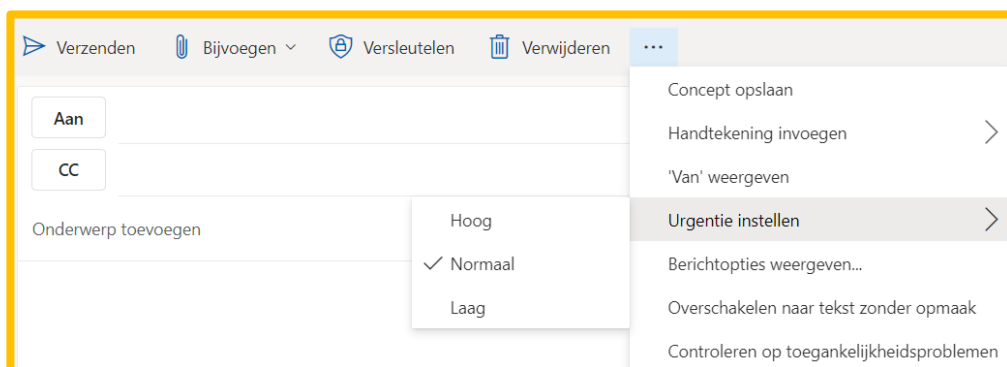 Verzenden Bijvoegen Versleutelen Verwijderen ...
Concept opslaan
Aan
Handtekening invoegen
CC
'Van' weergeven
Hoog
Urgentie instellen
Onderwerp toevoegen
Normaal
Berichtopties weergeven...
Laag
Overschakelen naar tekst zonder opmaak
Controleren op toegankelijkheidsproblemen